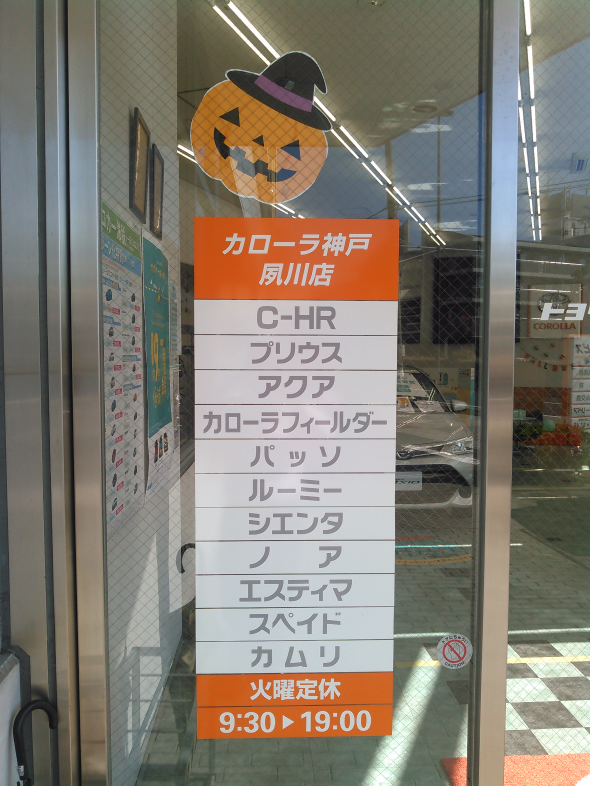 カローラ神戸
夙川店
C-HR
プリウス
アクア
カローラフィールダー
パッソ
ルーミー
シエンタ
ノア
エスティマ
スペイド
カムリ
火曜定休
9:30▶19:00
トヨ
COROLLA